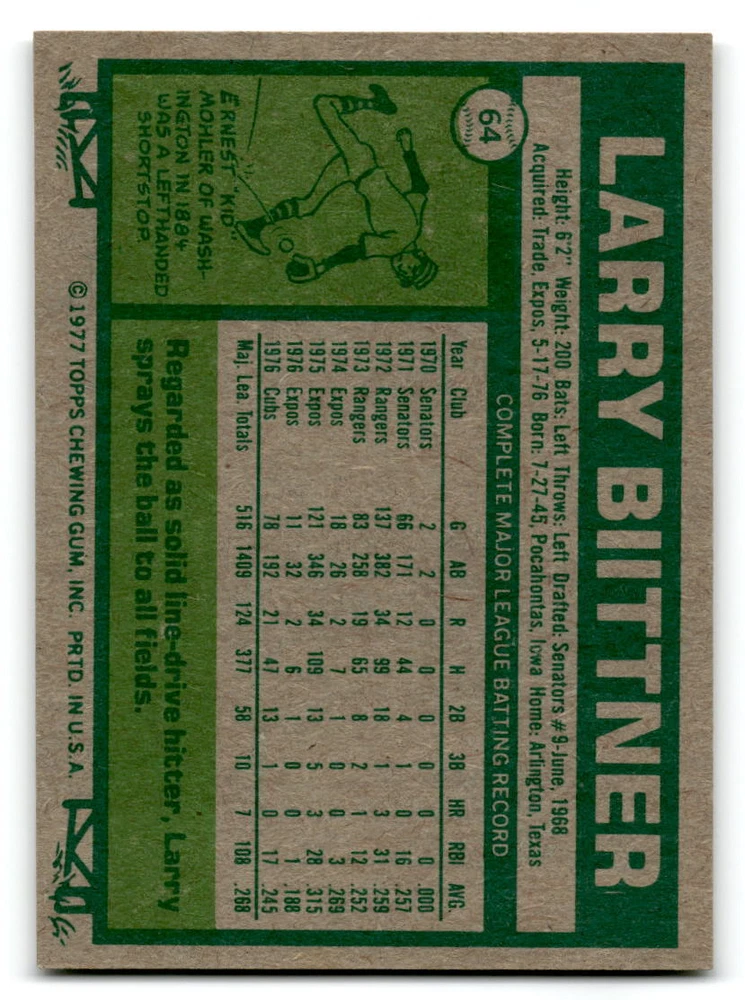 64
LARRY BIITTNER
Height: 6'2" Weight: 200 Bats: Left Throws: Left Drafted: Senators #9-June, 1968
Acquired: Trade, Expos, 5-17-76 Born: 7-27-45, Pocahontas, Iowa Home: Arlington, Texas
COMPLETE MAJOR LEAGUE BATTING RECORD
Year Club G AB R H 2B 3B HR RBI AVG.
1970 Senators 2 2 0 0 0 0 0 0 .000
1971 Senators 66 171 12 44 4 1 0 16 .257
1972 Rangers 137 382 34 99 18 1 3 31 .259
1973 Rangers 83 258 19 65 8 2 1 12 .252
1974 Expos 18 26 2 7 1 0 0 3 .269
1975 Expos 121 346 34 109 13 5 3 28 .315
1976 Expos 11 32 2 6 1 0 0 1 .188
1976 Cubs 78 192 21 47 13 1 0 17 .245
Maj. Lea. Totals 516 1409 124 377 58 10 7 108 .268
ERNEST "KID"
MOHLER OF WASH-
INGTON IN 1884
WAS A LEFTHANDED
SHORTSTOP.
Regarded as solid line-drive hitter, Larry
sprays the ball to all fields.
© 1977 TOPPS CHEWING GUM, INC. PRTD. IN U.S.A.